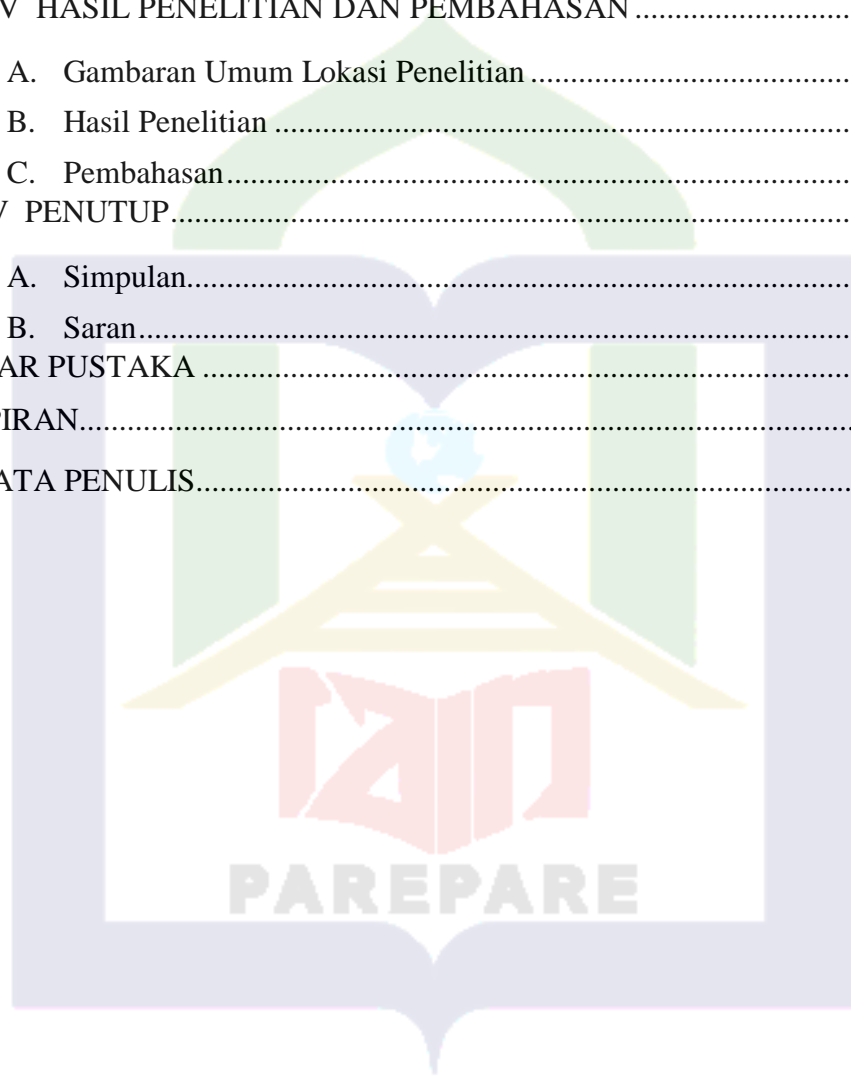 V HASIL PENELITIAN DAN PEMBAHASAN ..............................
A. Gambaran Umum Lokasi Penelitian ..............................
B. Hasil Penelitian ..............................
C. Pembahasan..............................
V PENUTUP..............................
A. Simpulan..............................
B. Saran..............................
AR PUSTAKA ..............................
PIRAN..............................
ATA PENULIS..............................
iain
PAREPARE